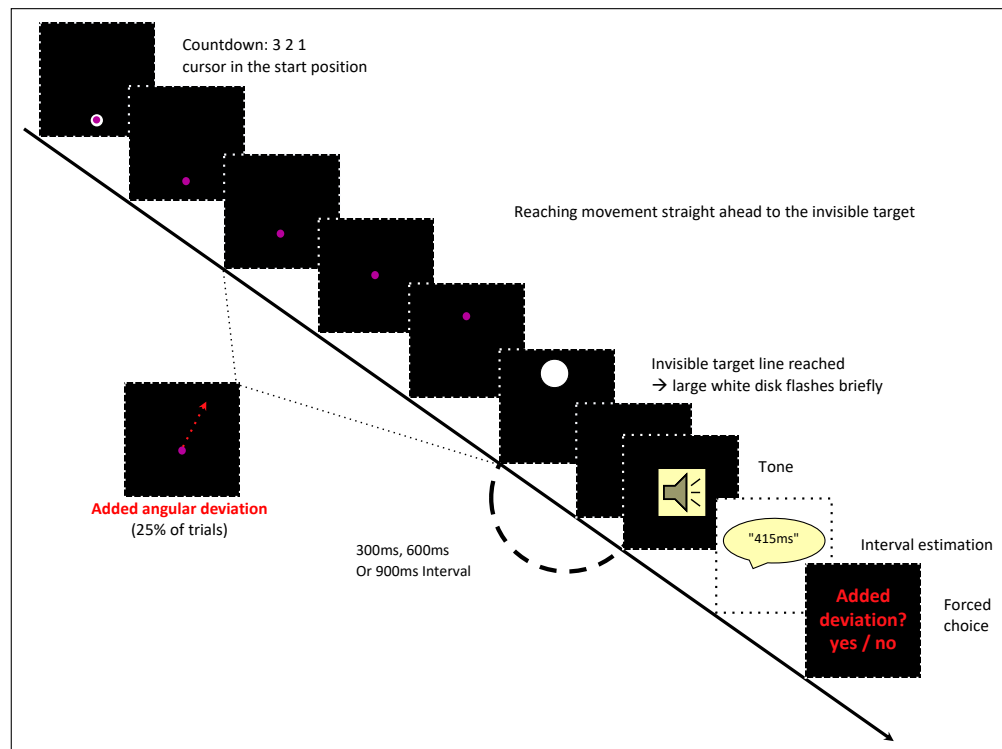 Countdown: 3 2 1
cursor in the start position
Reaching movement straight ahead to the invisible target
Invisible target line reached
→ large white disk flashes briefly
Added angular deviation
(25% of trials)
Tone
300ms, 600ms
Or 900ms Interval
"415ms"
Interval estimation
Added
deviation?
yes / no
Forced
choice